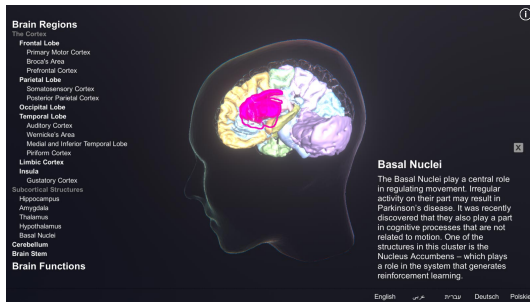 Brain Regions
The Cortex
Frontal Lobe
Primary Motor Cortex
Broca's Area
Prefrontal Cortex
Parietal Lobe
Somatosensory Cortex
Posterior Parietal Cortex
Occipital Lobe
Temporal Lobe
Auditory Cortex
Wernicke's Area
Medial and Inferior Temporal Lobe
Piriform Cortex
Limbic Cortex
Insula
Gustatory Cortex
Subcortical Structures
Hippocampus
Amygdala
Thalamus
Hypothalamus
Basal Nuclei
Cerebellum
Brain Stem
Brain Functions
i
X
Basal Nuclei
The Basal Nuclei play a central role
in regulating movement. Irregular
activity on their part may result in
Parkinson's disease. It was recently
discovered that they also play a part
in cognitive processes that are not
related to motion. One of the
structures in this cluster is the
Nucleus Accumbens – which plays
a role in the system that generates
reinforcement learning.
English عربي עברית Deutsch Polskie